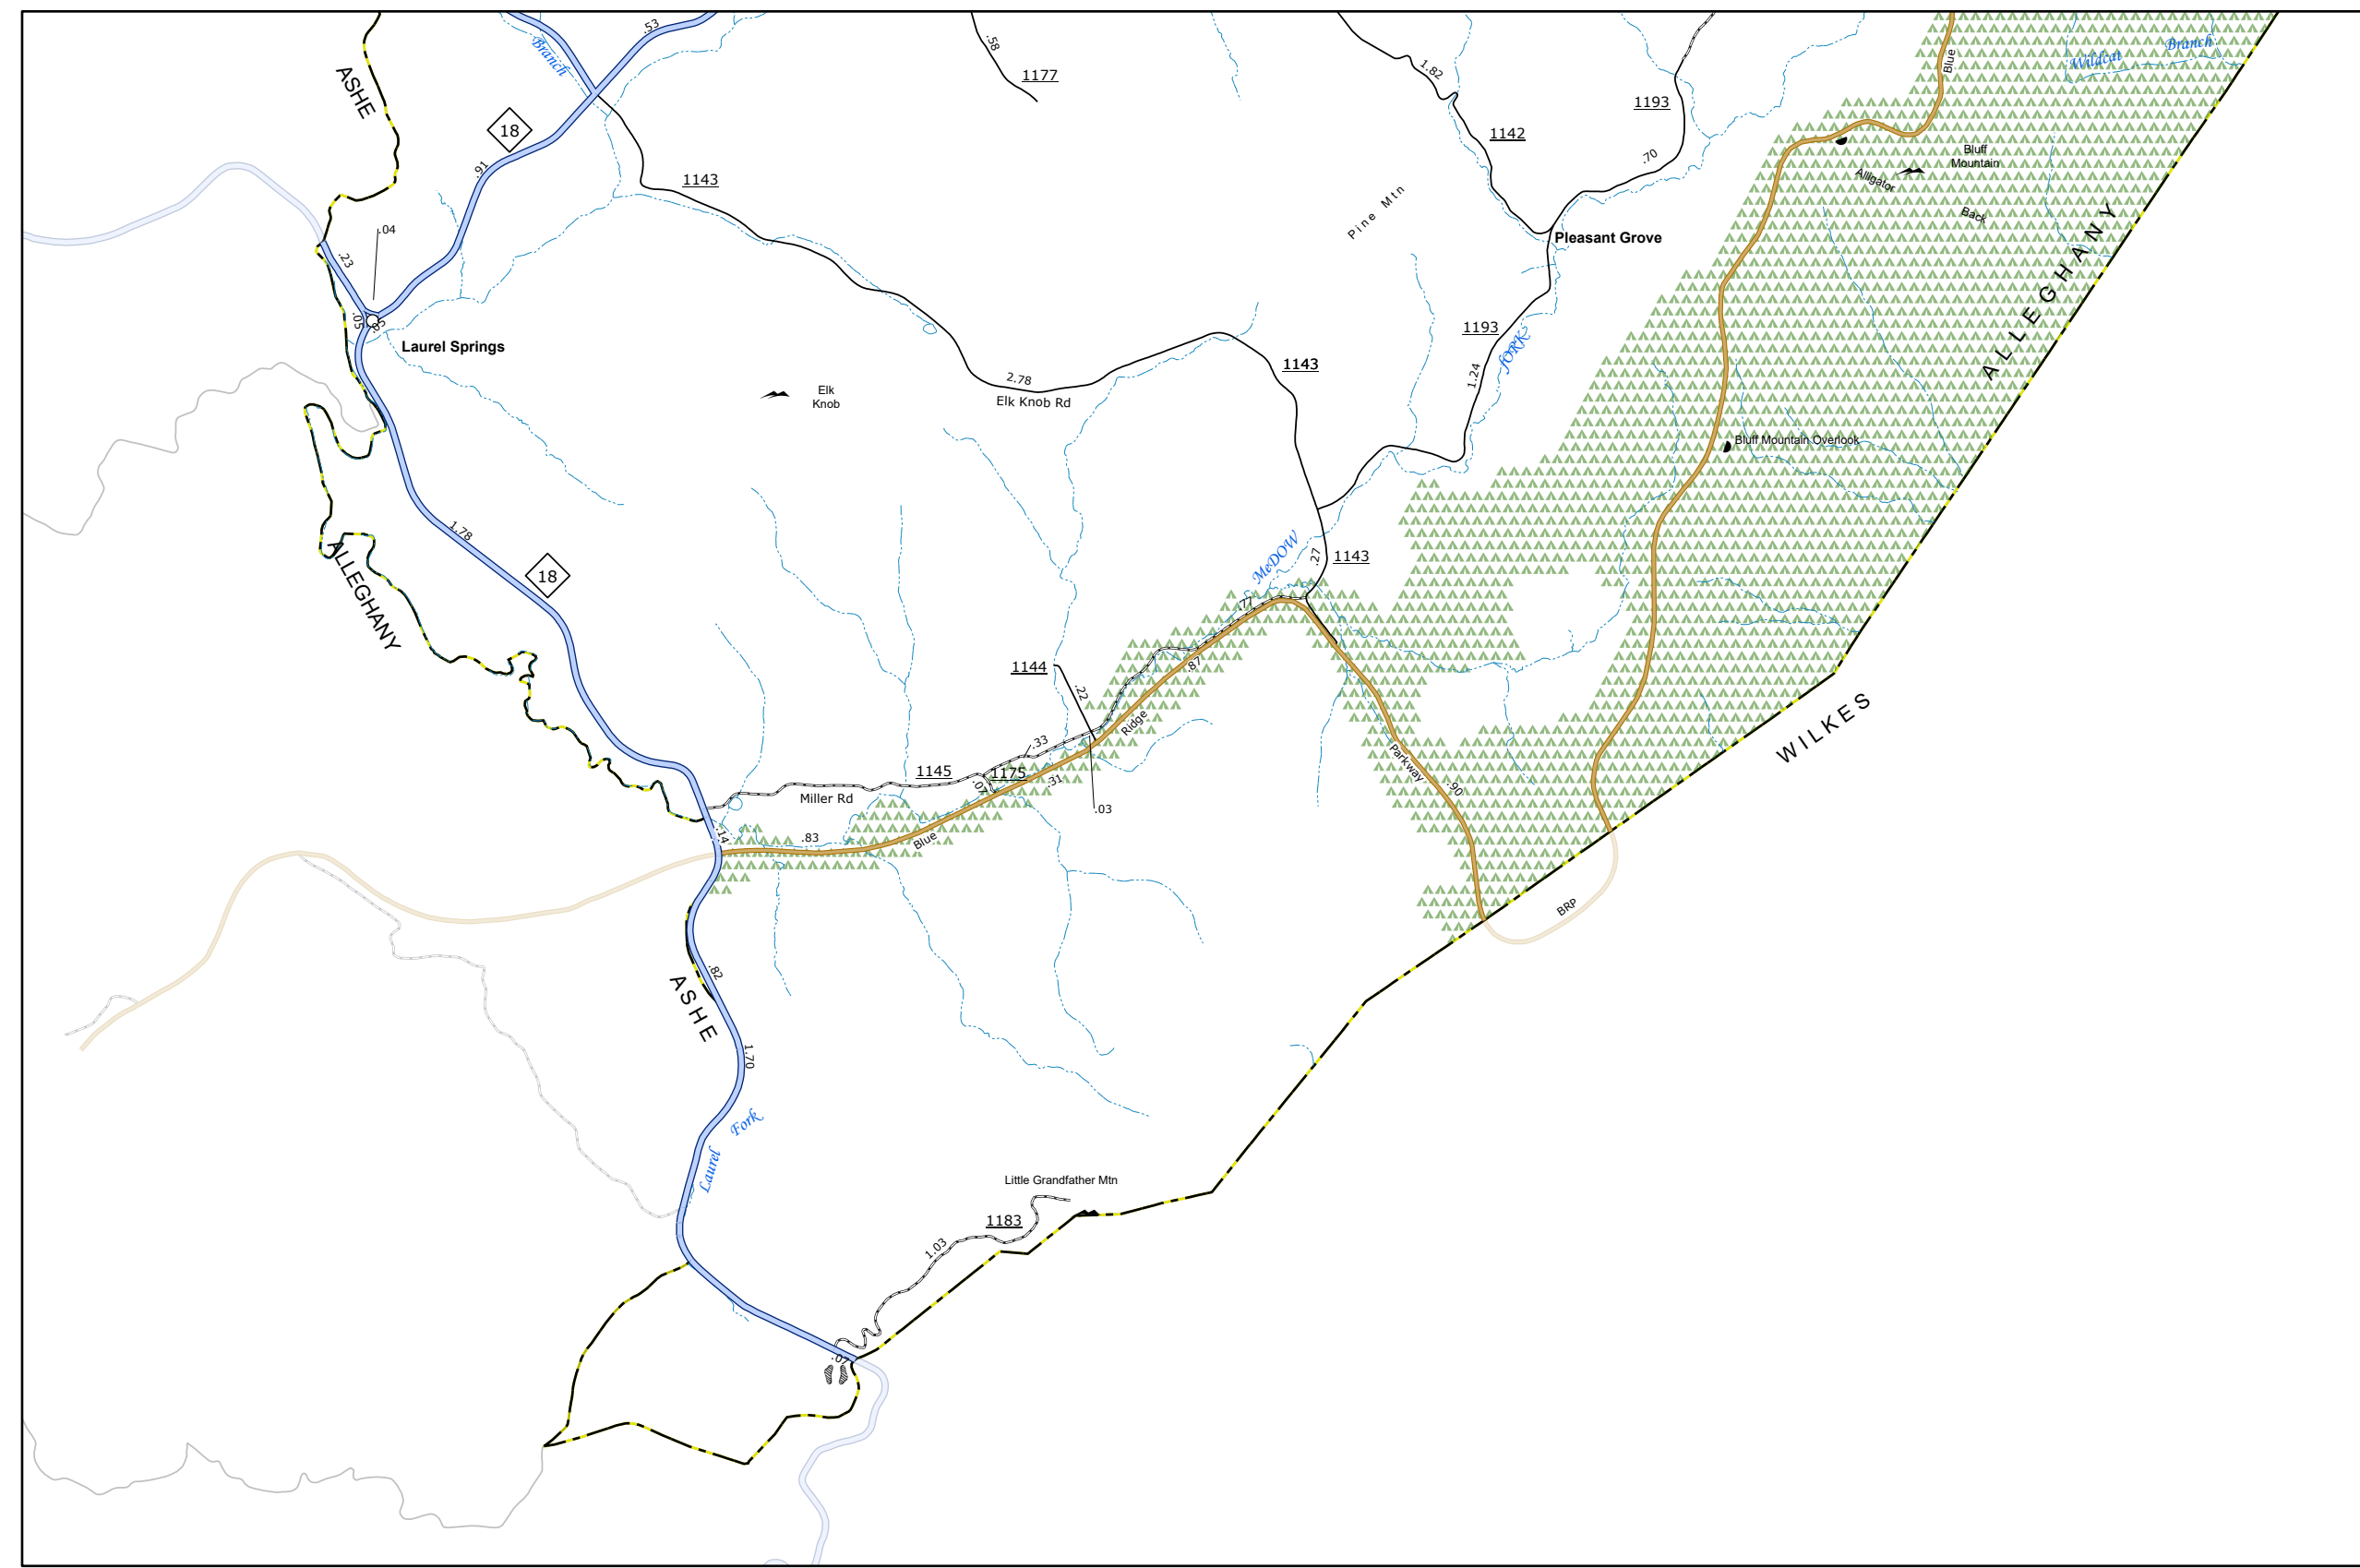 Branch
.53
.58
1177
ASHE
18
.91
1143
1.82
1142
1193
.70
Blue
Wildcat
Branch
Bluff
Mountain
Alligator
Back
Pine Mtn
Pleasant Grove
.04
.23
.05
.05
Laurel Springs
ALLEGHANY
1193
fORK
1.24
1143
Elk
Knob
2.78
Elk Knob Rd
Bluff Mountain Overlook
1.78
18
ALLEGHANY
McDOW
.27
1143
.77
1144
.22
.87
Ridge
WILKES
.33
1145
1175
.07
.31
.03
Miller Rd
Parkway
.90
.14
.83
Blue
BRP
.82
ASHE
1.70
Fork
Laurel
Little Grandfather Mtn
1183
1.03
.07